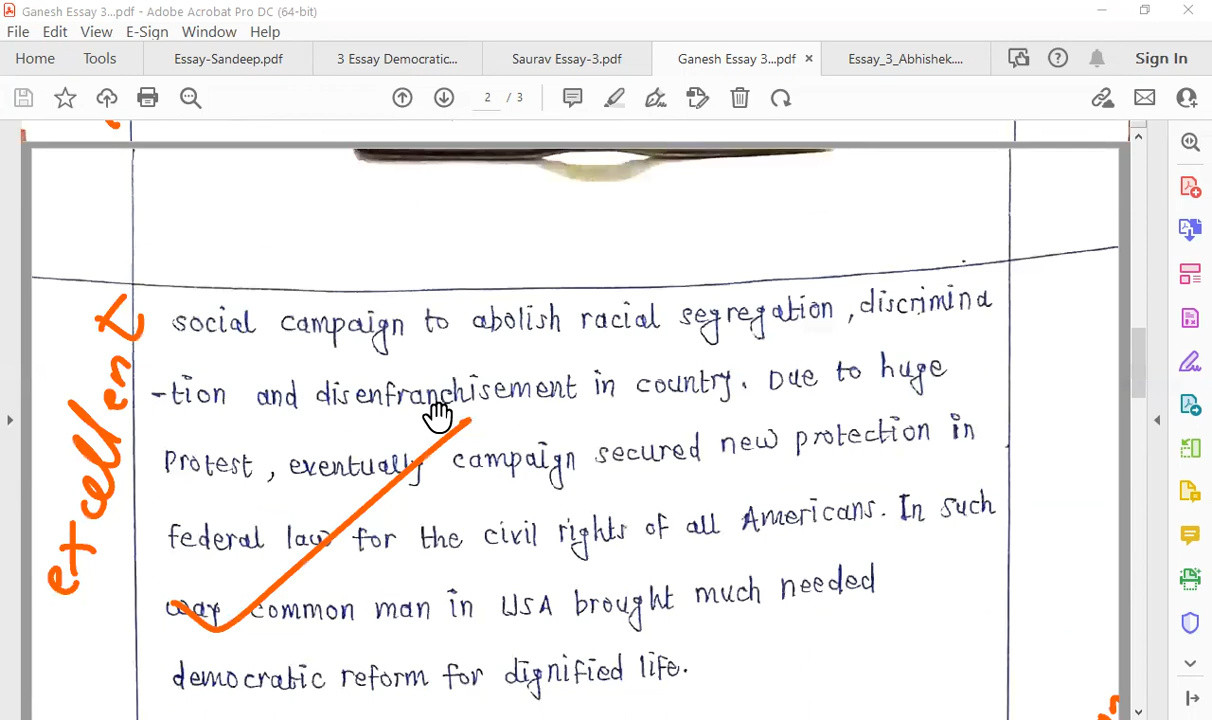 Ganesh Essay 3...pdf - Adobe Acrobat Pro DC (64-bit)
File Edit View E-Sign Window Help
Home Tools Essay-Sandeep.pdf 3 Essay Democratic... Saurav Essay-3.pdf Ganesh Essay 3...pdf × Essay_3_Abhishek.... Sign In
2 / 3
social campaign to abolish racial segregation, discrimina
-tion and disenfranchisement in country. Due to huge
Protest, eventually campaign secured new protection in
federal law for the civil rights of all Americans. In such
way common man in USA brought much needed
democratic reform for dignified life.
excellent